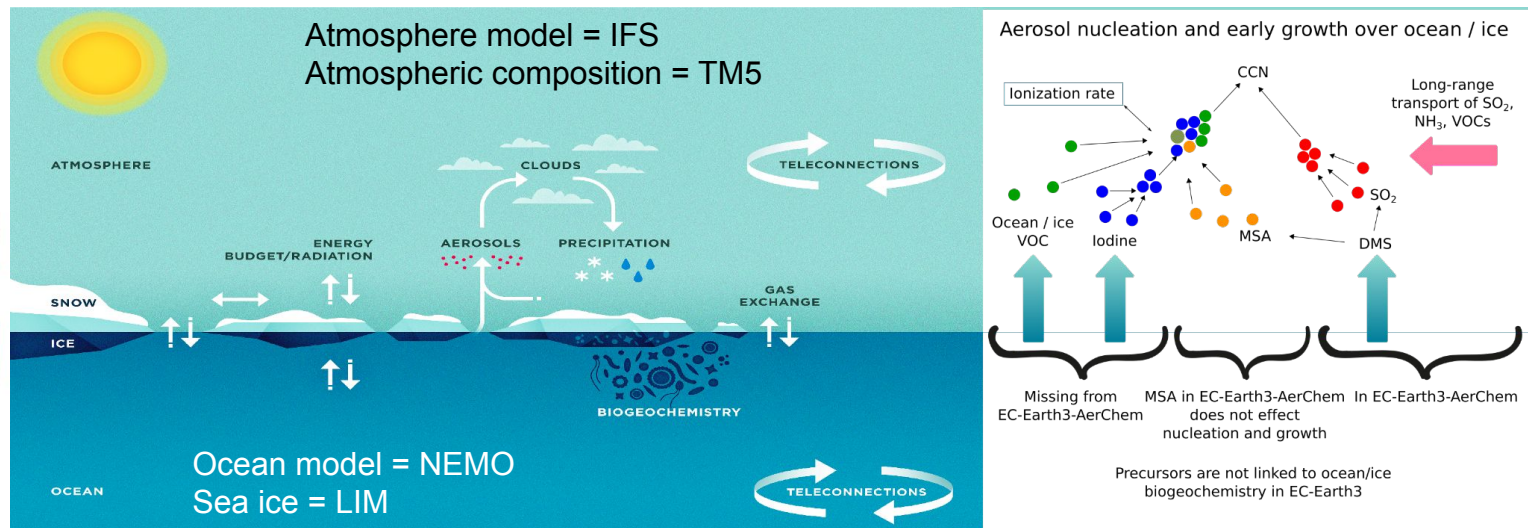 Atmosphere model = IFS
Atmospheric composition = TM5
ATMOSPHERE
CLOUDS
TELECONNECTIONS
ENERGY
BUDGET/RADIATION
AEROSOLS
PRECIPITATION
SNOW
GAS
EXCHANGE
ICE
BIOGEOCHEMISTRY
Ocean model = NEMO
Sea ice = LIM
OCEAN
TELECONNECTIONS
Aerosol nucleation and early growth over ocean / ice
CCN
Ionization rate
Long-range
transport of SO₂,
NH₃, VOCs
SO₂
Ocean / ice
VOC
Iodine
MSA
DMS
Missing from
EC-Earth3-AerChem
MSA in EC-Earth3-AerChem
does not effect
nucleation and growth
In EC-Earth3-AerChem
Precursors are not linked to ocean/ice
biogeochemistry in EC-Earth3